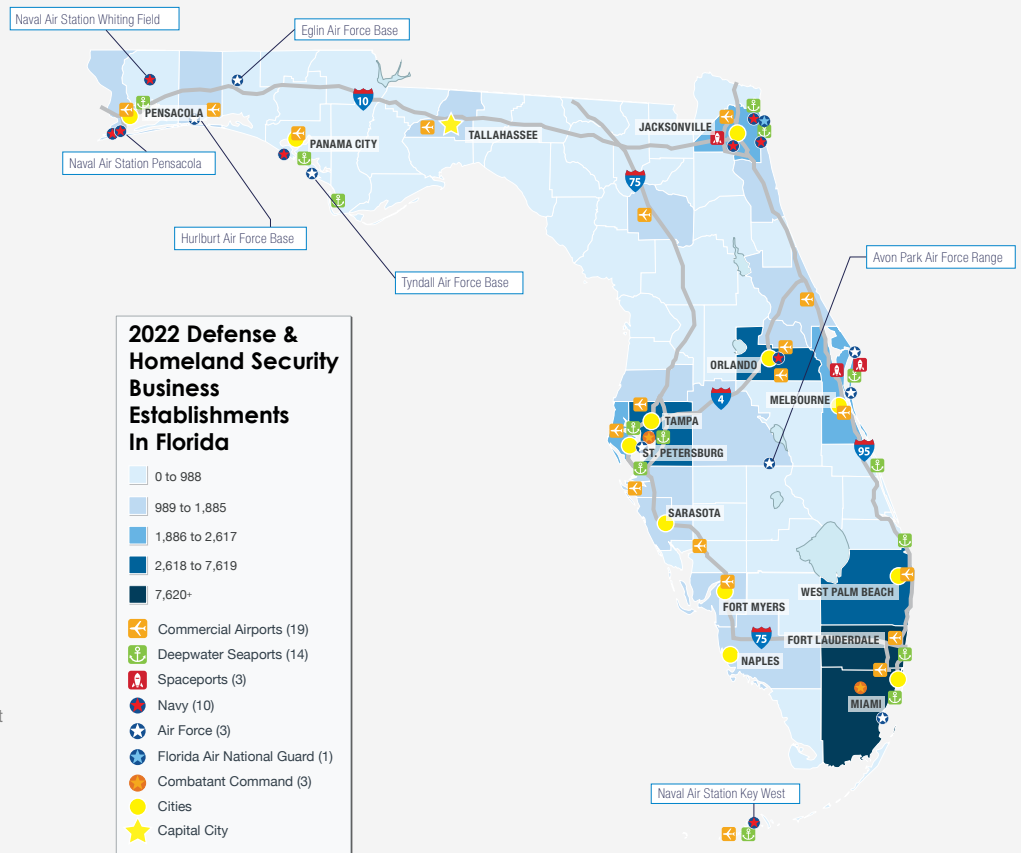 Naval Air Station Whiting Field
Eglin Air Force Base
10
PENSACOLA
TALLAHASSEE
JACKSONVILLE
PANAMA CITY
Naval Air Station Pensacola
75
Hurlburt Air Force Base
Avon Park Air Force Range
Tyndall Air Force Base
2022 Defense &
Homeland Security
Business
Establishments
In Florida
0 to 988
989 to 1,885
1,886 to 2,617
2,618 to 7,619
7,620+
Commercial Airports (19)
Deepwater Seaports (14)
Spaceports (3)
Navy (10)
Air Force (3)
Florida Air National Guard (1)
Combatant Command (3)
Cities
Capital City
ORLANDO
4
MELBOURNE
TAMPA
ST. PETERSBURG
95
SARASOTA
WEST PALM BEACH
FORT MYERS
75
FORT LAUDERDALE
NAPLES
MIAMI
Naval Air Station Key West
t